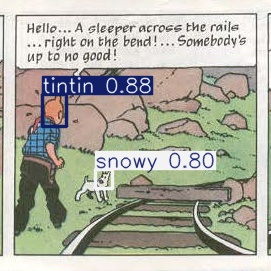 Hello... A sleeper across the rails
...right on the bend!... Somebody's
up to no good!
tintin 0.88
snowy 0.80